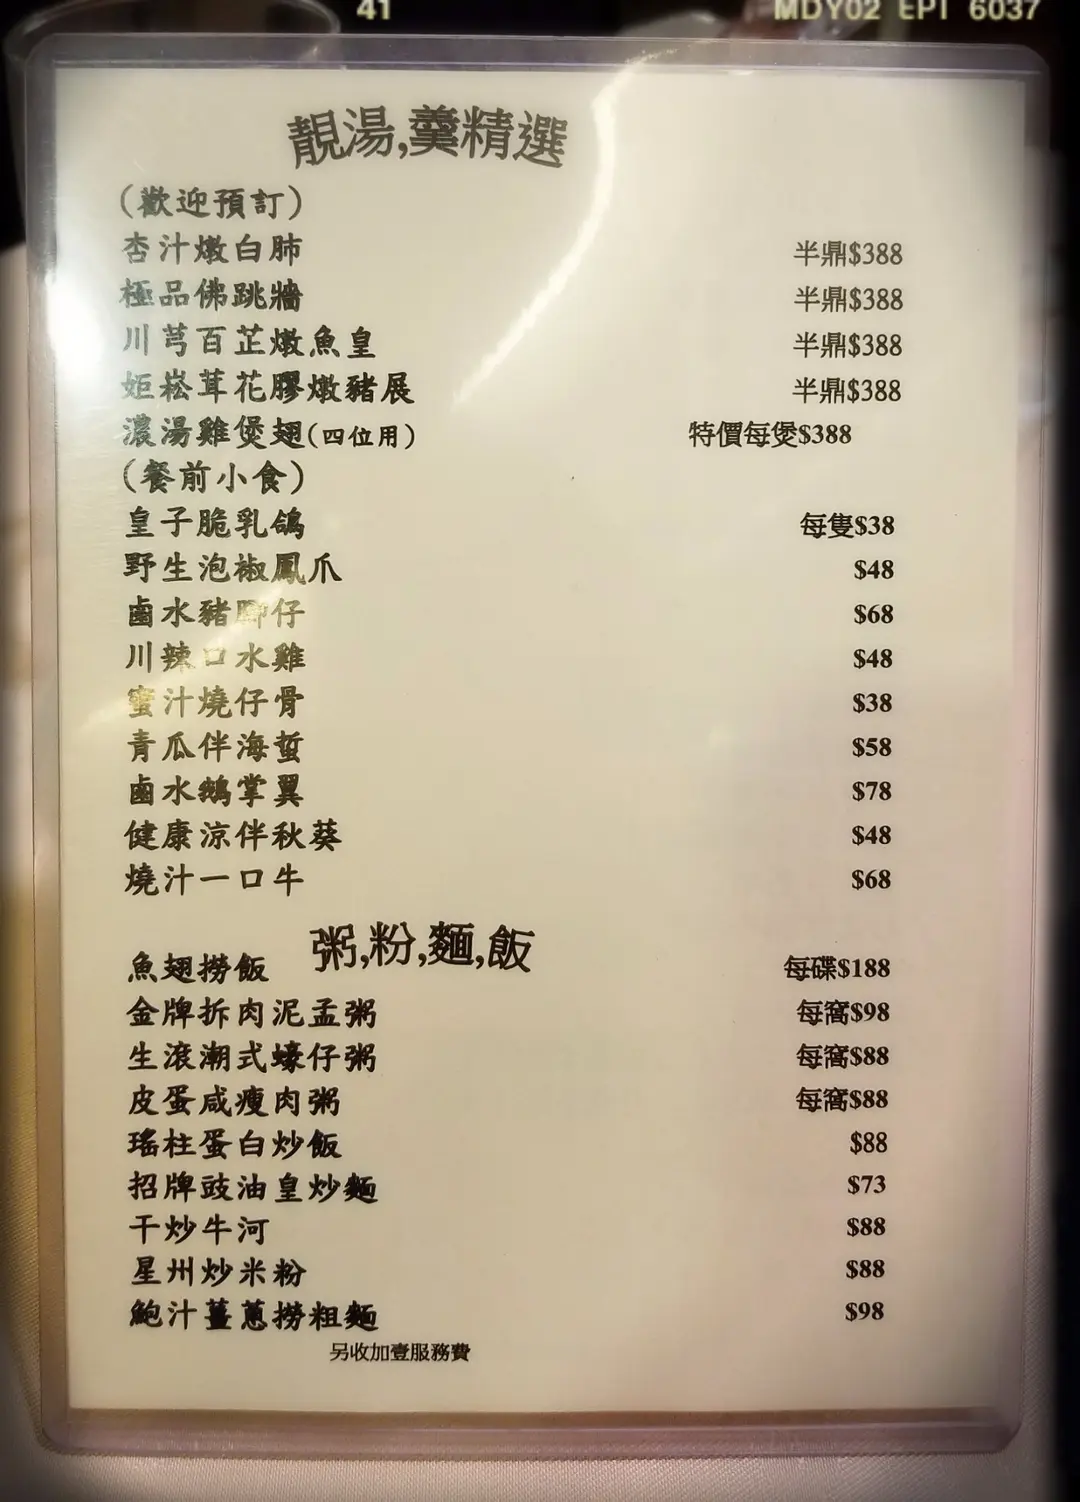 41 MDY02 EPI 6037
靚湯,羹精選
(歡迎預訂)
杏汁燉白肺 半鼎$388
極品佛跳牆 半鼎$388
川芎百芷燉魚皇 半鼎$388
姬崧茸花膠燉豬展 半鼎$388
濃湯雞煲翅(四位用) 特價每煲$388
(餐前小食)
皇子脆乳鴿 每隻$38
野生泡椒鳳爪 $48
鹵水豬腳仔 $68
川辣口水雞 $48
蜜汁燒仔骨 $38
青瓜伴海蜇 $58
鹵水鵝掌翼 $78
健康涼伴秋葵 $48
燒汁一口牛 $68
粥,粉,麵,飯
魚翅撈飯 每碟$188
金牌拆肉泥孟粥 每窩$98
生滾潮式蠔仔粥 每窩$88
皮蛋咸瘦肉粥 每窩$88
瑤柱蛋白炒飯 $88
招牌豉油皇炒麵 $73
干炒牛河 $88
星州炒米粉 $88
鮑汁薑蔥撈粗麵 $98
另收加壹服務費